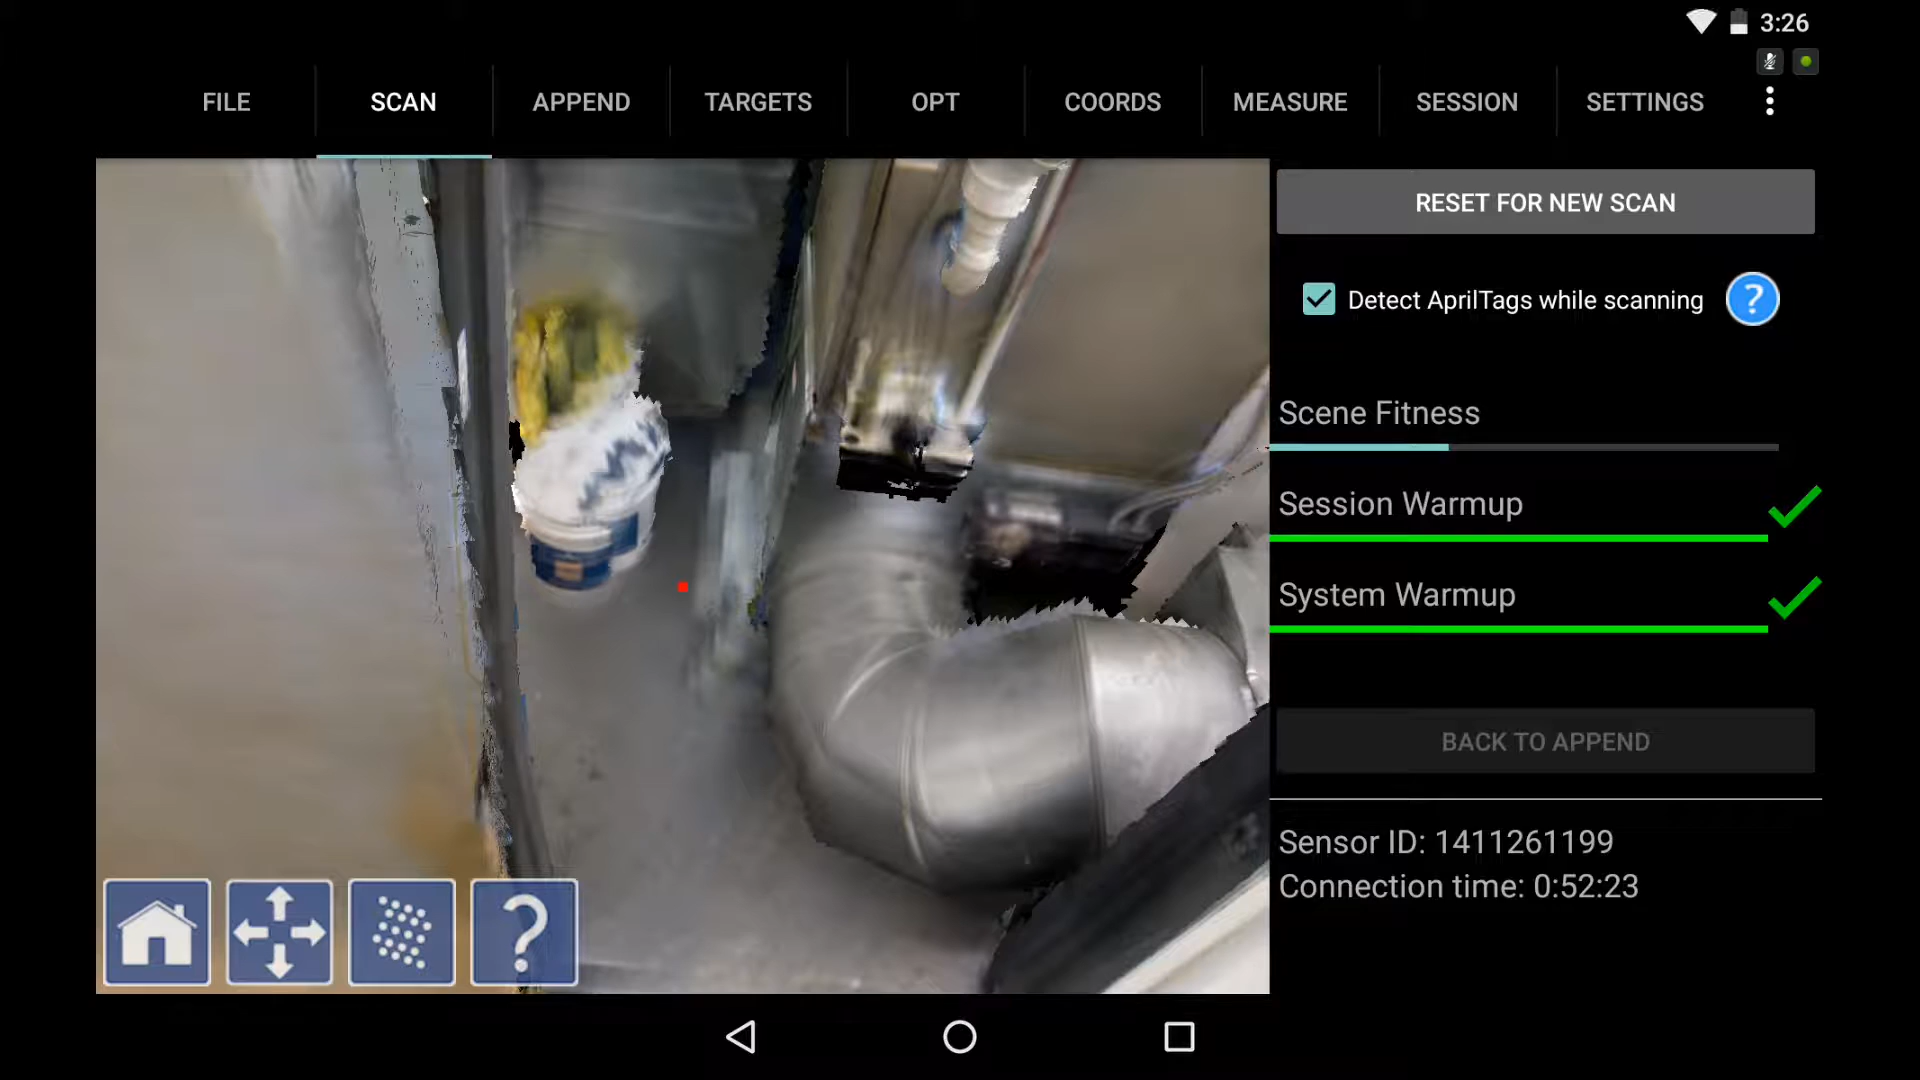 3:26
FILE
SCAN
APPEND
TARGETS
OPT
COORDS
MEASURE
SESSION
SETTINGS
RESET FOR NEW SCAN
Detect AprilTags while scanning
?
Scene Fitness
Session Warmup
System Warmup
BACK TO APPEND
Sensor ID: 1411261199
Connection time: 0:52:23
?